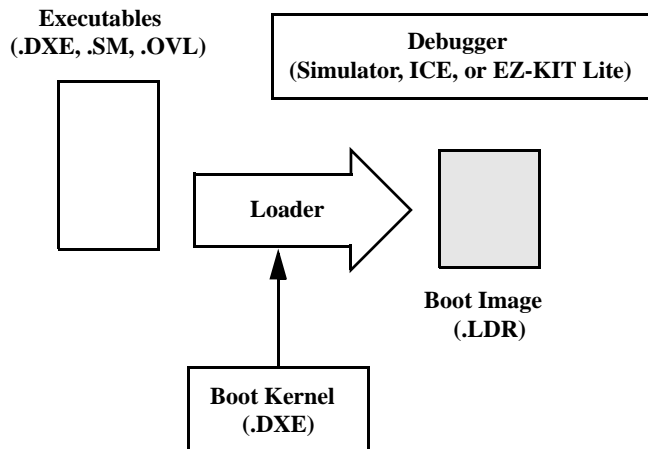 Executables
(.DXE, .SM, .OVL)
Debugger
(Simulator, ICE, or EZ-KIT Lite)
Loader
Boot Image
(.LDR)
Boot Kernel
(.DXE)